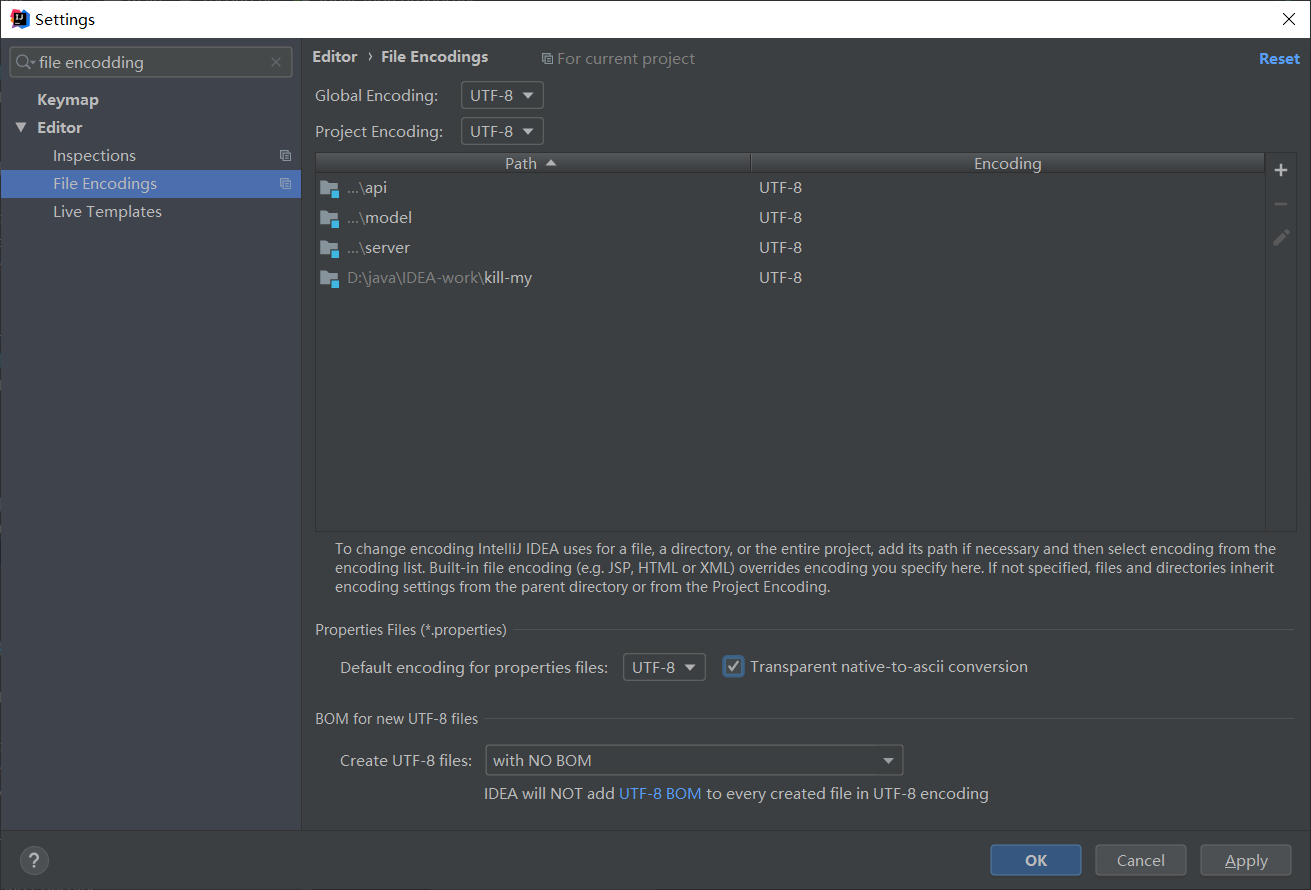 Settings
file encodding
Keymap
Editor
Inspections
File Encodings
Live Templates
Editor › File Encodings For current project Reset
Global Encoding: UTF-8
Project Encoding: UTF-8
Path Encoding
...\api UTF-8
...\model UTF-8
...\server UTF-8
D:\java\IDEA-work\kill-my UTF-8
To change encoding IntelliJ IDEA uses for a file, a directory, or the entire project, add its path if necessary and then select encoding from the
encoding list. Built-in file encoding (e.g. JSP, HTML or XML) overrides encoding you specify here. If not specified, files and directories inherit
encoding settings from the parent directory or from the Project Encoding.
Properties Files (*.properties)
Default encoding for properties files: UTF-8 Transparent native-to-ascii conversion
BOM for new UTF-8 files
Create UTF-8 files: with NO BOM
IDEA will NOT add UTF-8 BOM to every created file in UTF-8 encoding
? OK Cancel Apply